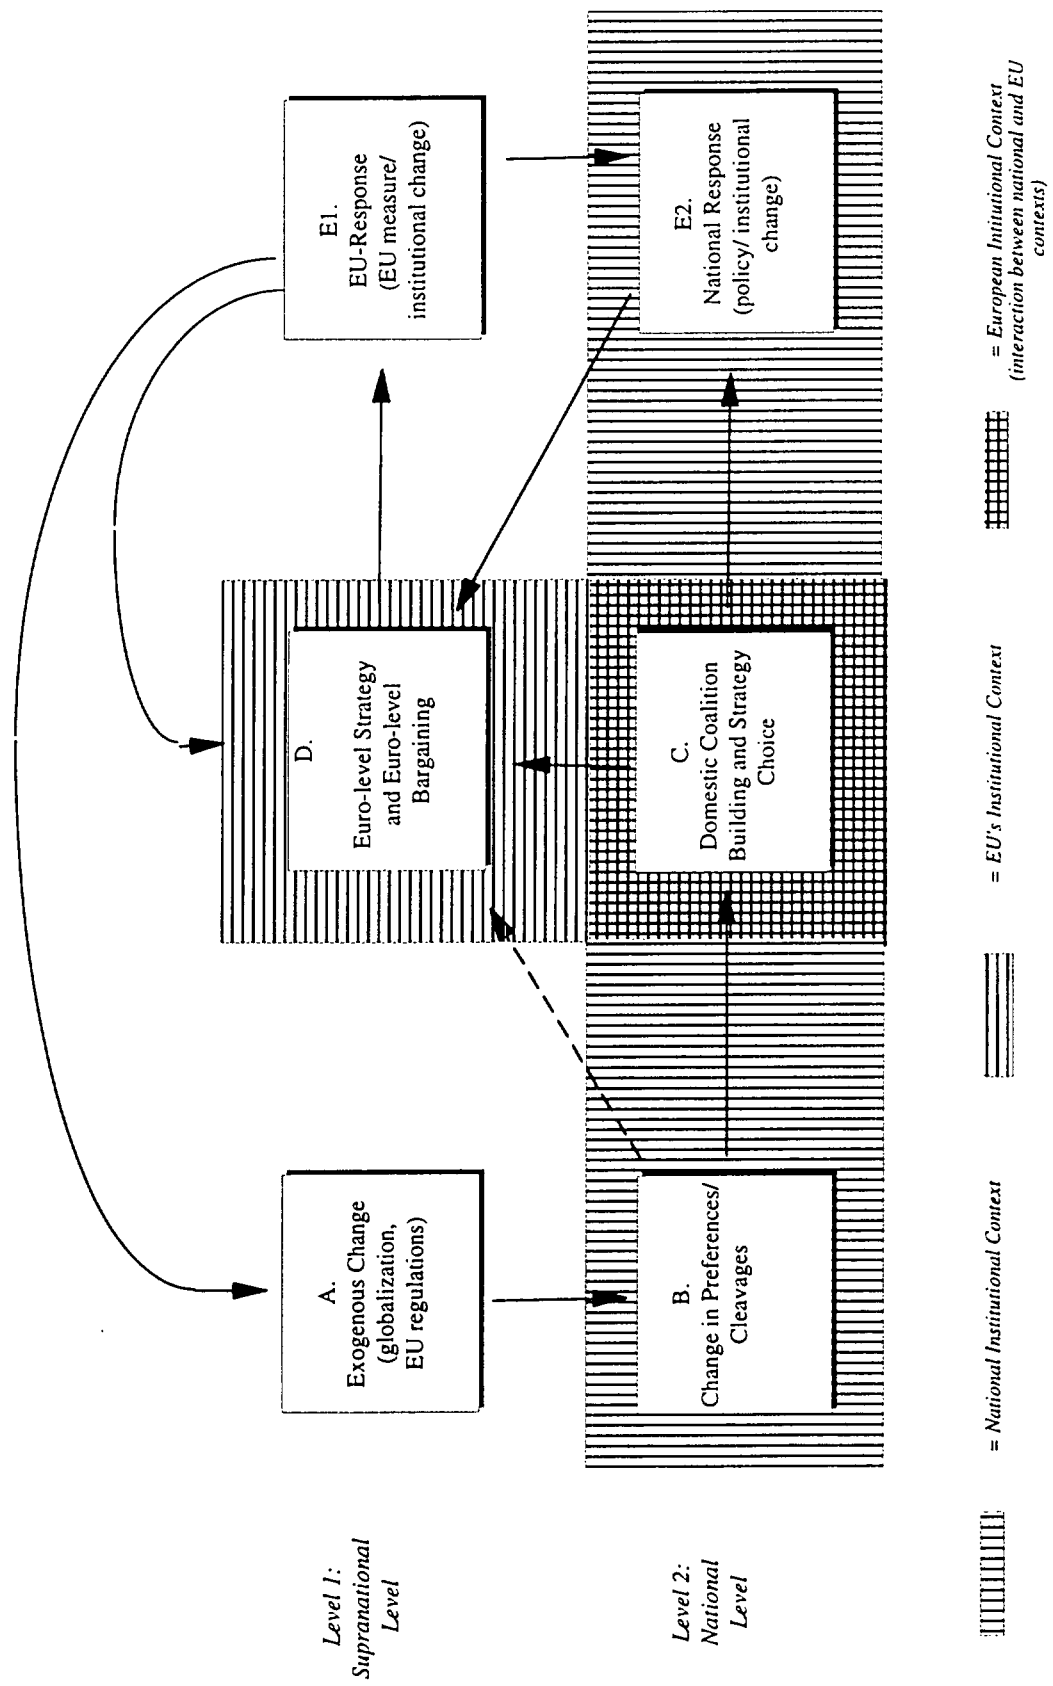 Level 1:
Supranational
Level
A.
Exogenous Change
(globalization,
EU regulations)
D.
Euro-level Strategy
and Euro-level
Bargaining
E1.
EU-Response
(EU measure/
institutional change)
Level 2:
National
Level
B.
Change in Preferences/
Cleavages
C.
Domestic Coalition
Building and Strategy
Choice
E2.
National Response
(policy/ institutional
change)
= National Institutional Context
= EU's Institutional Context
= European Intitutional Context
(interaction between national and EU
contexts)